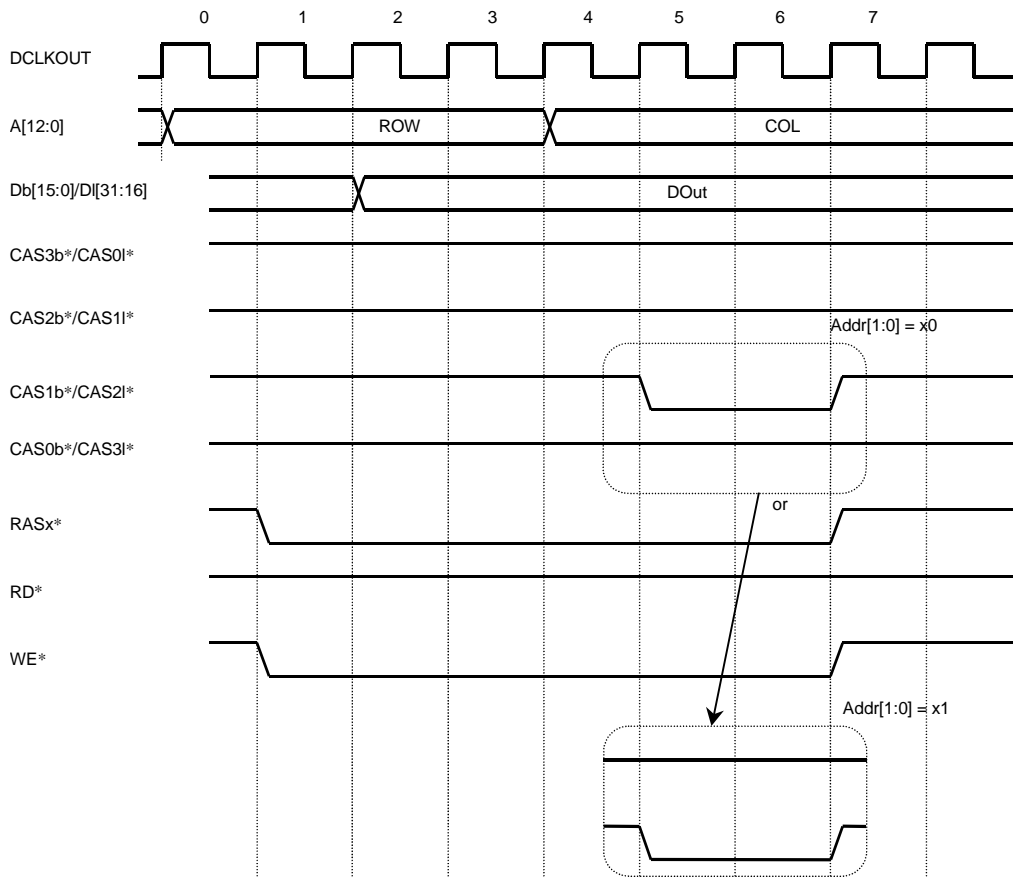 0 1 2 3 4 5 6 7
DCLKOUT
A[12:0] ROW COL
Db[15:0]/Dl[31:16] DOut
CAS3b*/CAS0l*
CAS2b*/CAS1l*
Addr[1:0] = x0
CAS1b*/CAS2l*
CAS0b*/CAS3l*
or
RASx*
RD*
WE*
Addr[1:0] = x1